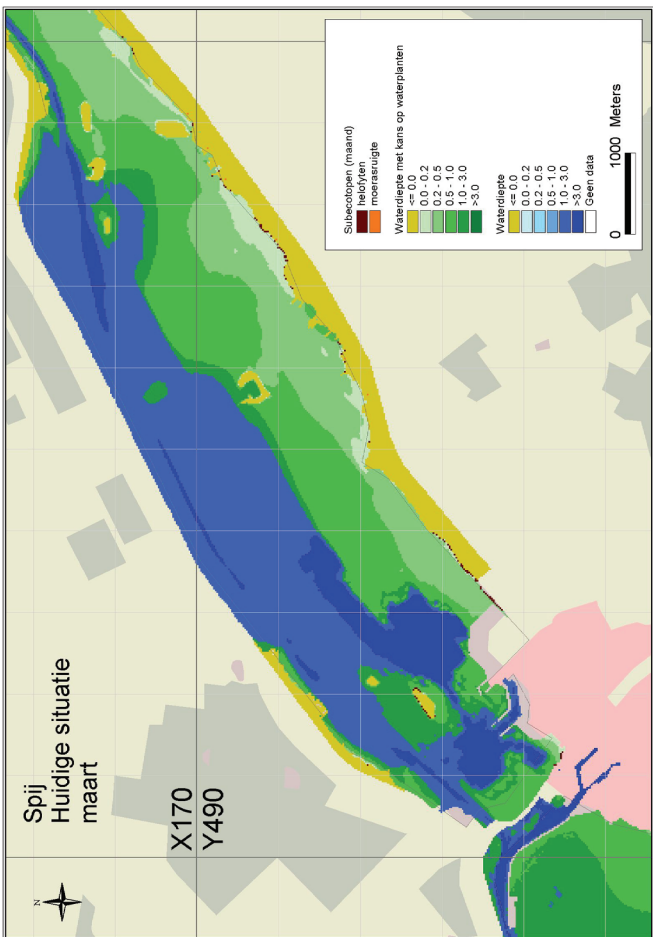 Spij
Huidige situatie
maart
N
X170
Y490
Subecotopen (maand)
helofyten
moerasruigte
Waterdiepte met kans op waterplanten
<= 0.0
0.0 - 0.2
0.2 - 0.5
0.5 - 1.0
1.0 - 3.0
>3.0
Waterdiepte
<= 0.0
0.0 - 0.2
0.2 - 0.5
0.5 - 1.0
1.0 - 3.0
>3.0
Geen data
0 1000 Meters